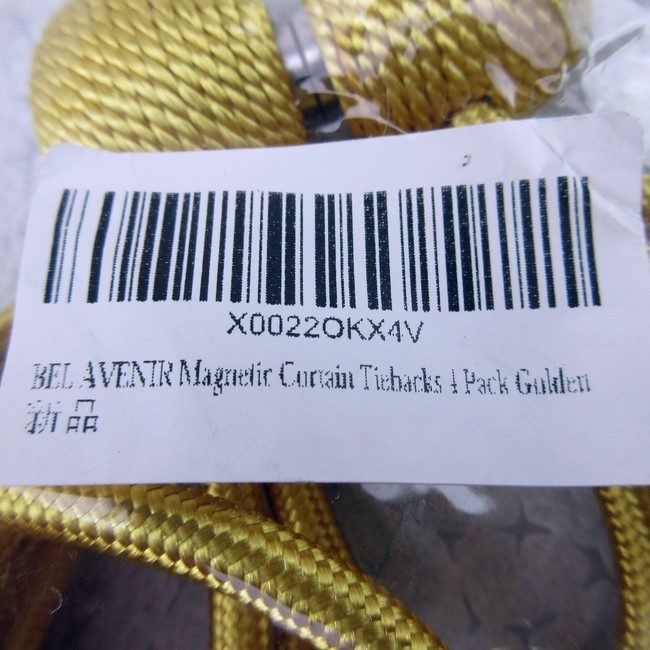 X0022OKX4V
BEL AVENIR Magnetic Curtain Tiebacks 4 Pack Golden
新品